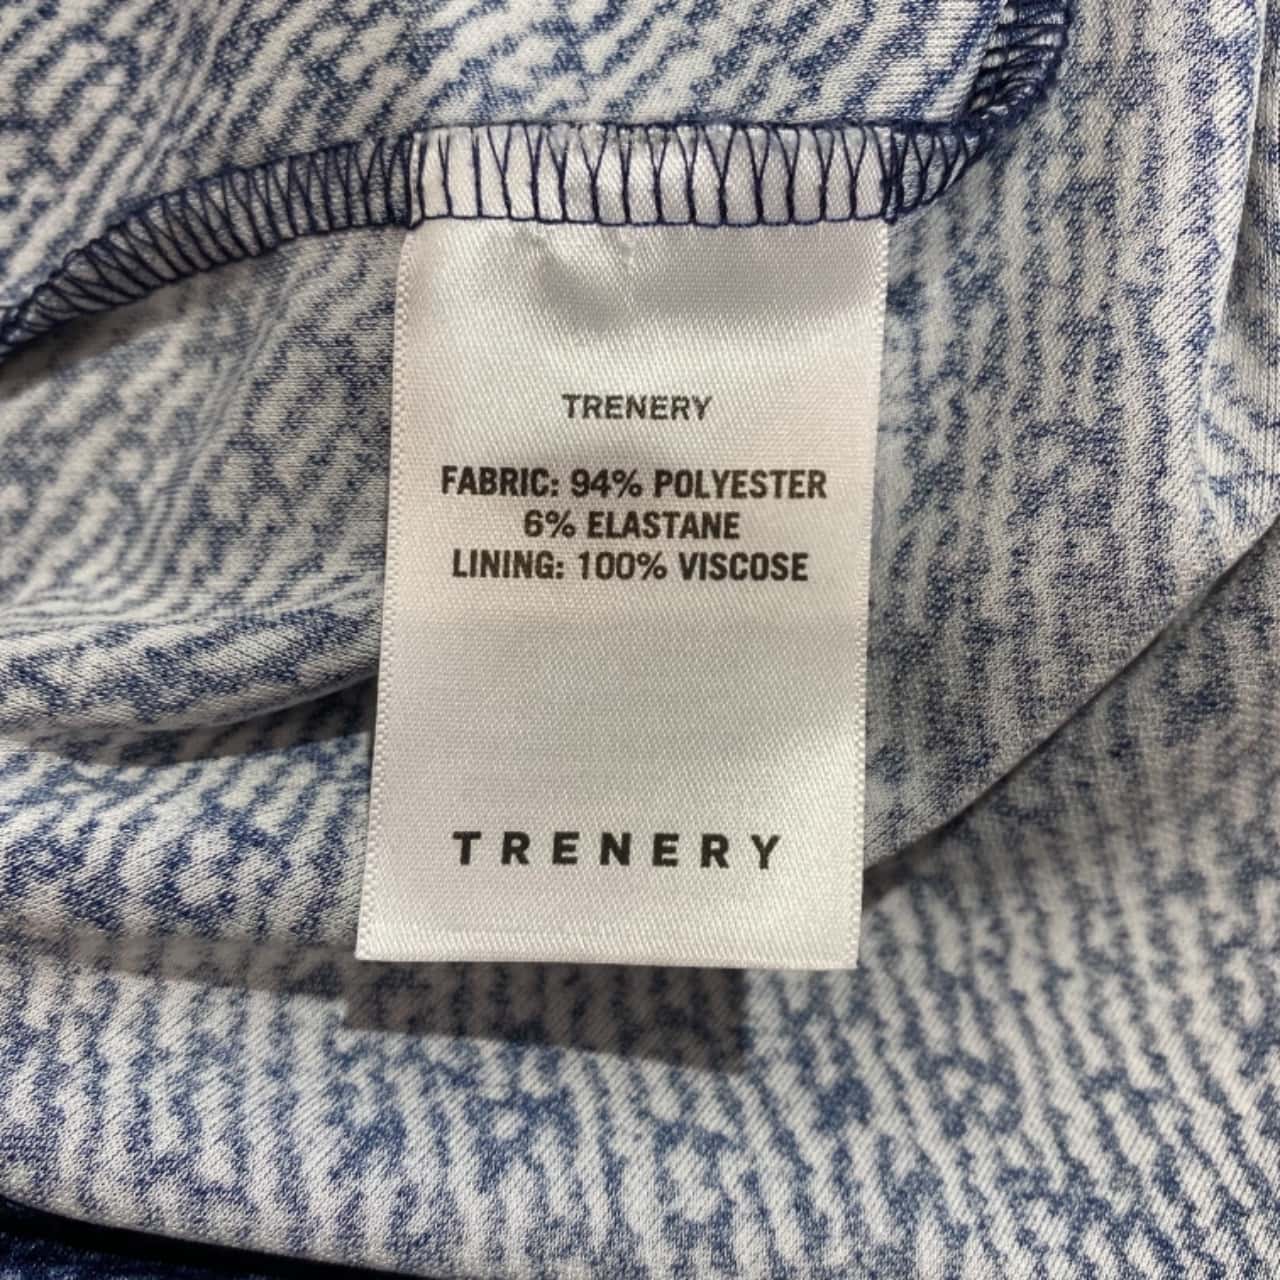 TRENERY
FABRIC: 94% POLYESTER
6% ELASTANE
LINING: 100% VISCOSE
TRENERY